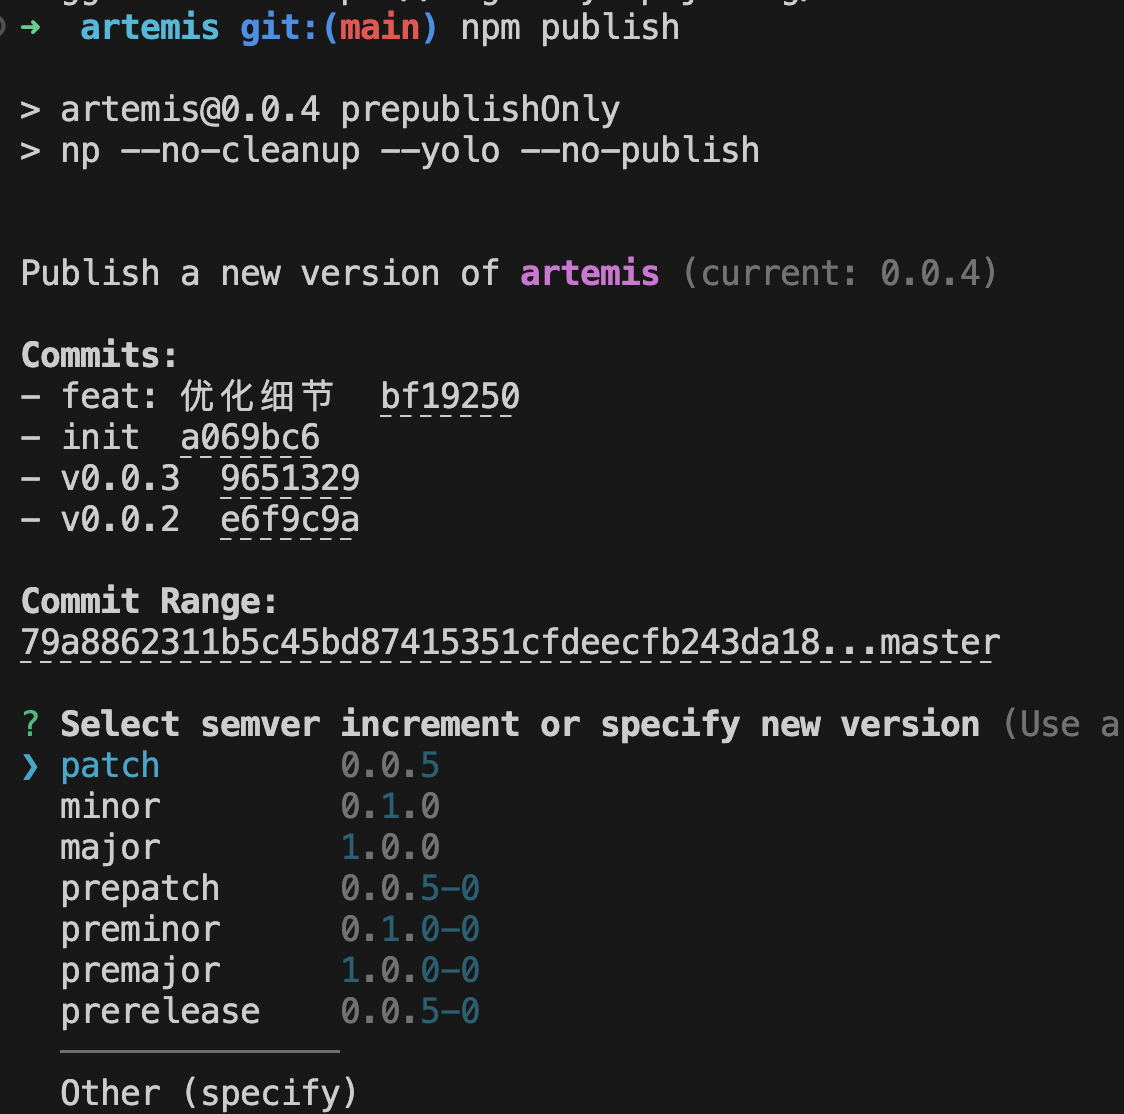 ➜  artemis git:(main) npm publish
> artemis@0.0.4 prepublishOnly
> np --no-cleanup --yolo --no-publish
Publish a new version of artemis (current: 0.0.4)
Commits:
- feat: 优化细节  bf19250
- init  a069bc6
- v0.0.3  9651329
- v0.0.2  e6f9c9a
Commit Range:
79a8862311b5c45bd87415351cfdeecfb243da18...master
? Select semver increment or specify new version (Use a
❯ patch         0.0.5
minor         0.1.0
major         1.0.0
prepatch      0.0.5-0
preminor      0.1.0-0
premajor      1.0.0-0
prerelease    0.0.5-0
Other (specify)